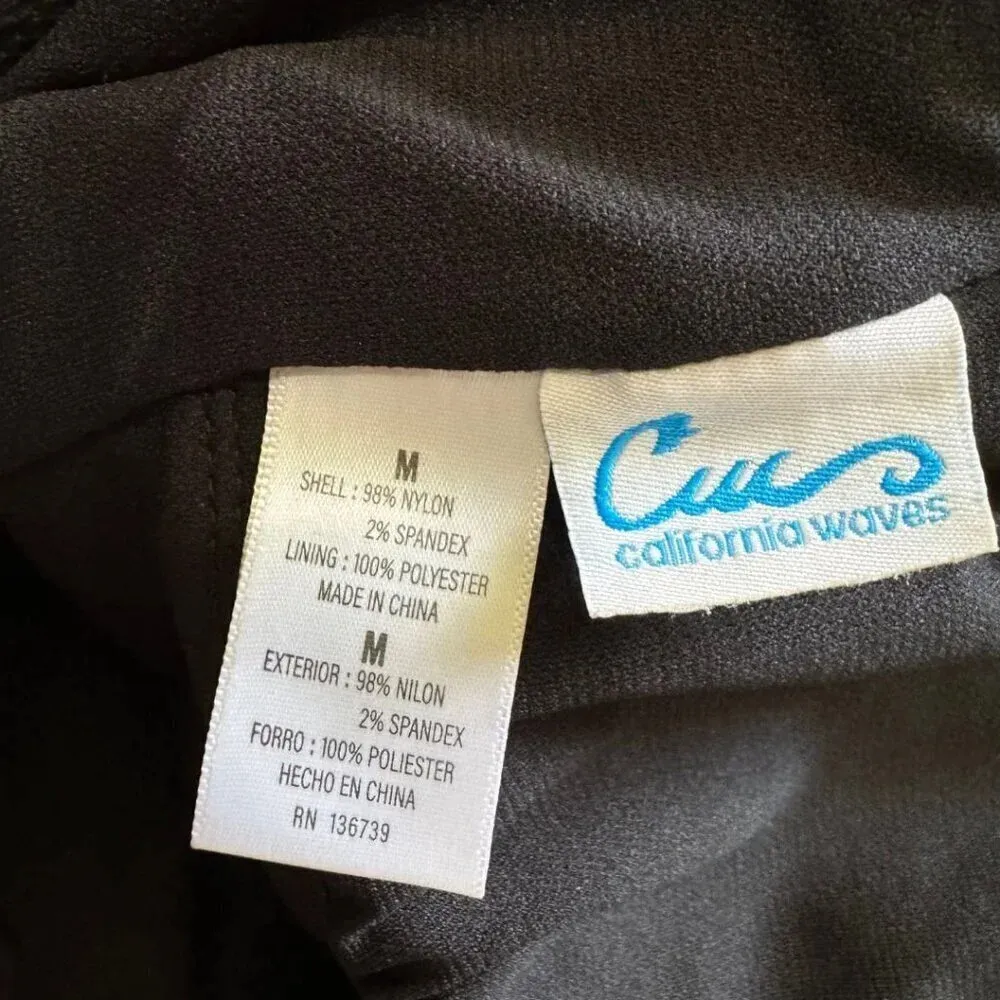 M
SHELL : 98% NYLON
2% SPANDEX
LINING : 100% POLYESTER
MADE IN CHINA
M
EXTERIOR : 98% NILON
2% SPANDEX
FORRO : 100% POLIESTER
HECHO EN CHINA
RN 136739
california waves